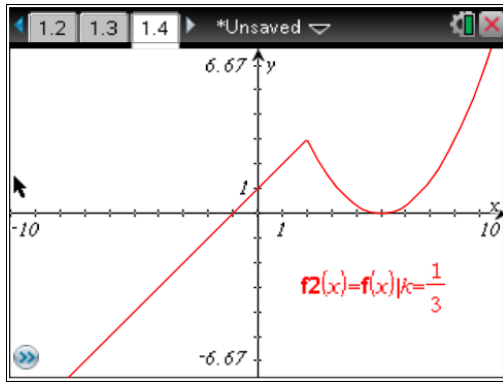 1.2 1.3 1.4 *Unsaved
6.67 y
1
x
-10 1 10
f2(x)=f(x)|k=1/3
-6.67